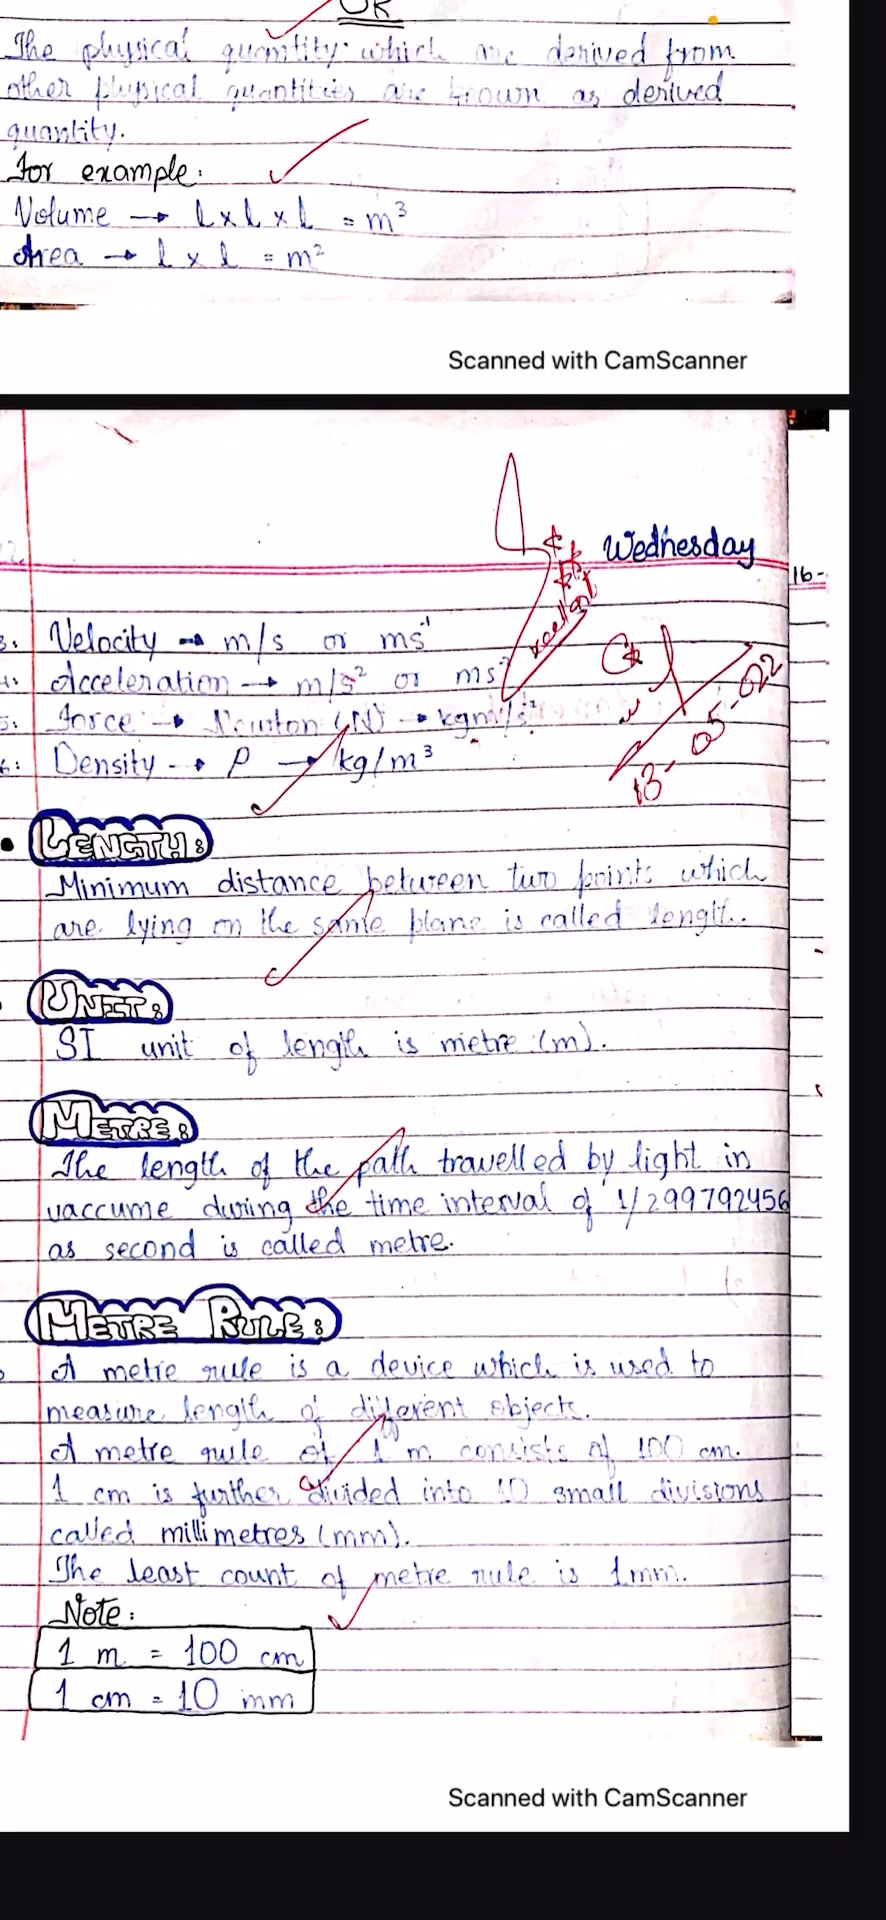 OR
The physical quantity which are derived from
other physical quantities are known as derived
quantity.
For example:
Volume → l x l x l = m³
Area → l x l = m²
Scanned with CamScanner
Wednesday
16-
3. Velocity → m/s or ms⁻¹
4. Acceleration → m/s² or ms⁻²
5. Force → Newton (N) → kgm/s²
6. Density → ρ → kg/m³
13-05-022
LENGTH:
Minimum distance between two points which
are lying on the same plane is called length.
UNIT:
SI unit of length is metre (m).
METRE:
The length of the path travelled by light in
vaccume during the time interval of 1/299792456
as second is called metre.
METRE RULE:
A metre rule is a device which is used to
measure length of different objects.
A metre rule of 1 m consists of 100 cm.
1 cm is further divided into 10 small divisions
called millimetres (mm).
The least count of metre rule is 1mm.
Note:
1 m = 100 cm
1 cm = 10 mm
Scanned with CamScanner